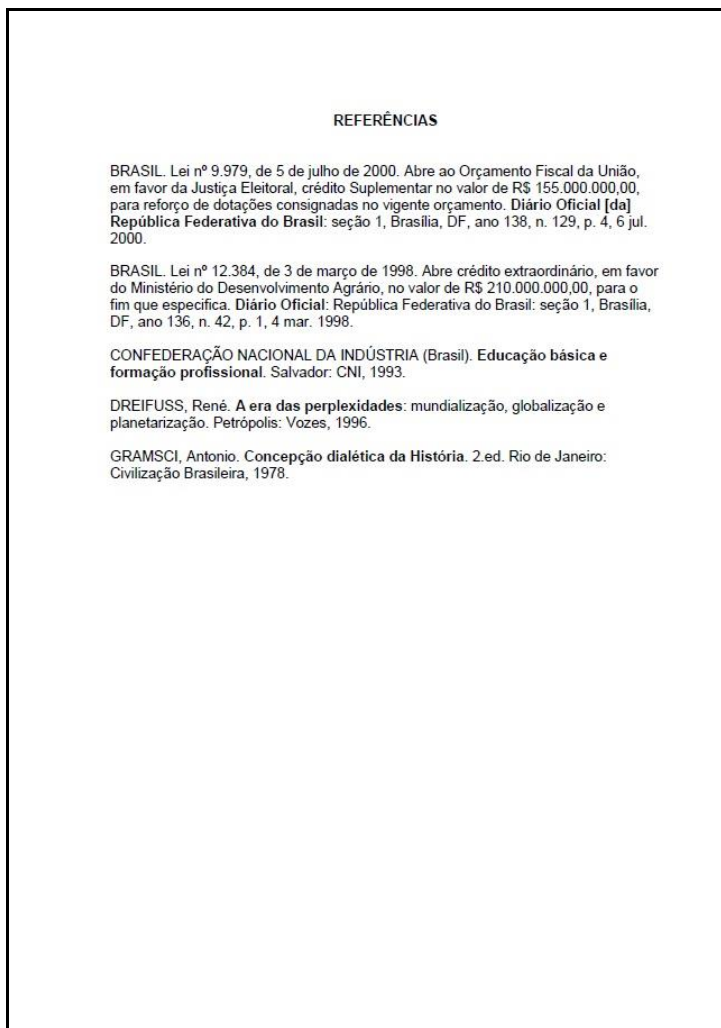 REFERÊNCIAS
BRASIL. Lei nº 9.979, de 5 de julho de 2000. Abre ao Orçamento Fiscal da União,
em favor da Justiça Eleitoral, crédito Suplementar no valor de R$ 155.000.000,00,
para reforço de dotações consignadas no vigente orçamento. Diário Oficial [da]
República Federativa do Brasil: seção 1, Brasília, DF, ano 138, n. 129, p. 4, 6 jul.
2000.
BRASIL. Lei nº 12.384, de 3 de março de 1998. Abre crédito extraordinário, em favor
do Ministério do Desenvolvimento Agrário, no valor de R$ 210.000.000,00, para o
fim que especifica. Diário Oficial: República Federativa do Brasil: seção 1, Brasília,
DF, ano 136, n. 42, p. 1, 4 mar. 1998.
CONFEDERAÇÃO NACIONAL DA INDÚSTRIA (Brasil). Educação básica e
formação profissional. Salvador: CNI, 1993.
DREIFUSS, René. A era das perplexidades: mundialização, globalização e
planetarização. Petrópolis: Vozes, 1996.
GRAMSCI, Antonio. Concepção dialética da História. 2.ed. Rio de Janeiro:
Civilização Brasileira, 1978.